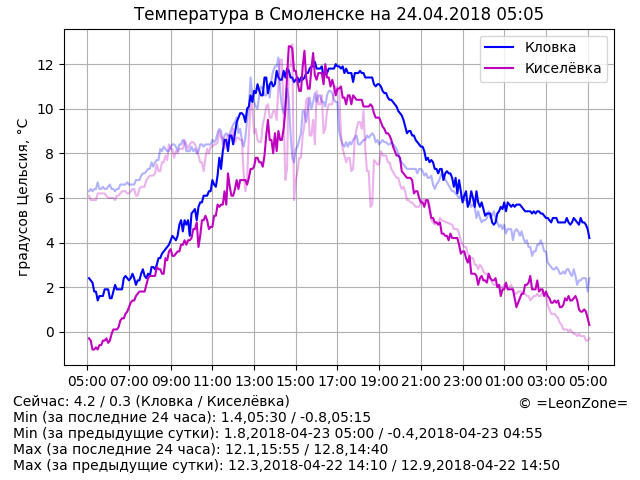 Температура в Смоленске на 24.04.2018 05:05
Кловка
Киселёвка
градусов Цельсия, °C
12
10
8
6
4
2
0
05:00 07:00 09:00 11:00 13:00 15:00 17:00 19:00 21:00 23:00 01:00 03:00 05:00
Сейчас: 4.2 / 0.3 (Кловка / Киселёвка)
© =LeonZone=
Min (за последние 24 часа): 1.4,05:30 / -0.8,05:15
Min (за предыдущие сутки): 1.8,2018-04-23 05:00 / -0.4,2018-04-23 04:55
Max (за последние 24 часа): 12.1,15:55 / 12.8,14:40
Max (за предыдущие сутки): 12.3,2018-04-22 14:10 / 12.9,2018-04-22 14:50